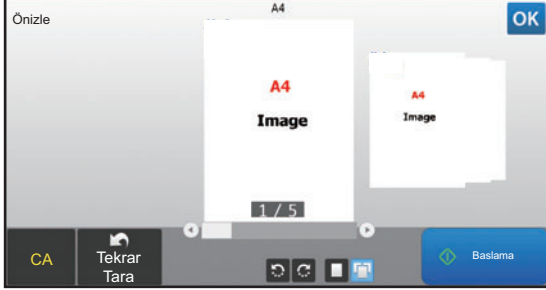 Önizle
A4
OK
A4
Image
A4
Image
1 / 5
CA
Tekrar
Tara
Baslama